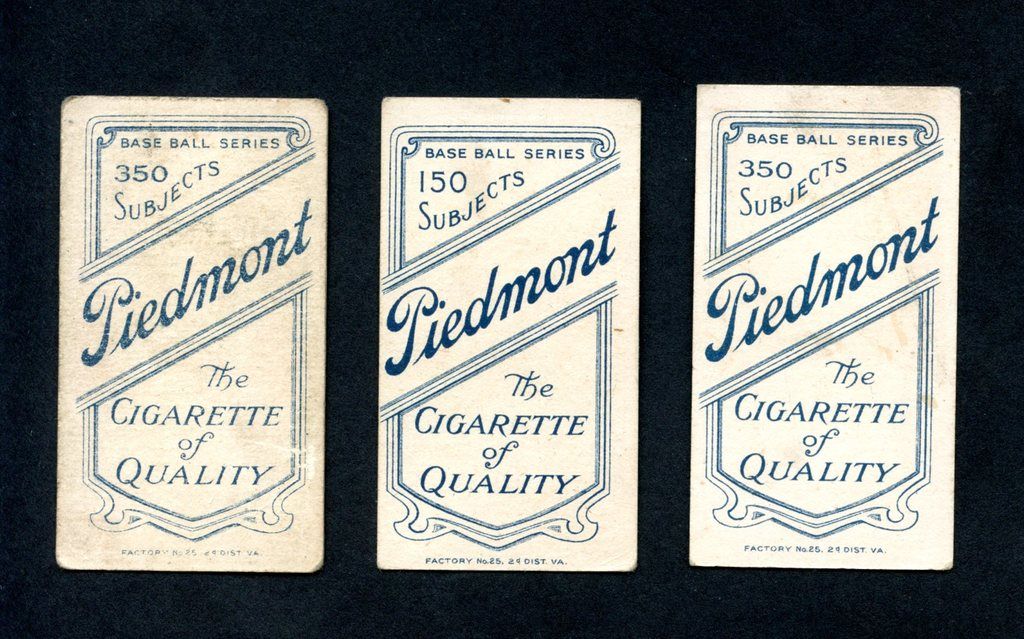 BASE BALL SERIES
350
SUBJECTS
Piedmont
The
CIGARETTE
of
QUALITY
FACTORY No. 25, 2d DIST. VA.
BASE BALL SERIES
150
SUBJECTS
Piedmont
The
CIGARETTE
of
QUALITY
FACTORY No. 25, 2d DIST. VA.
BASE BALL SERIES
350
SUBJECTS
Piedmont
The
CIGARETTE
of
QUALITY
FACTORY No. 25, 2d DIST. VA.